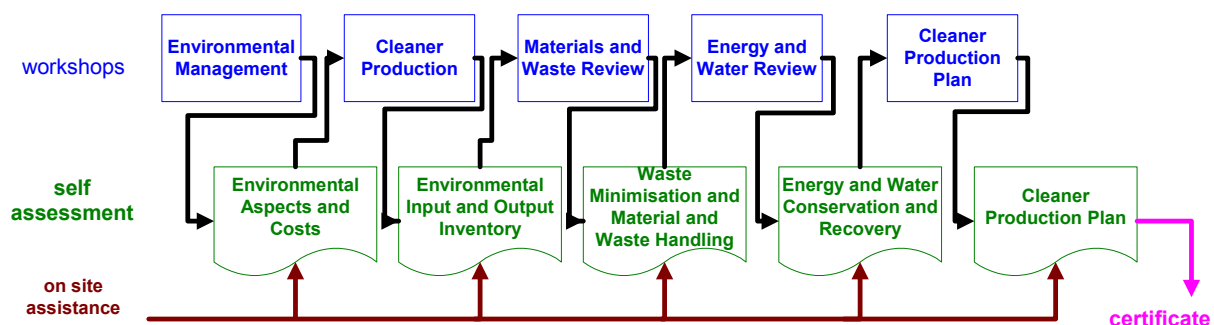 workshops
Environmental
Management
Cleaner
Production
Materials and
Waste Review
Energy and
Water Review
Cleaner
Production
Plan
self
assessment
Environmental
Aspects and
Costs
Environmental
Input and Output
Inventory
Waste
Minimisation and
Material and
Waste Handling
Energy and Water
Conservation and
Recovery
Cleaner
Production Plan
on site
assistance
certificate